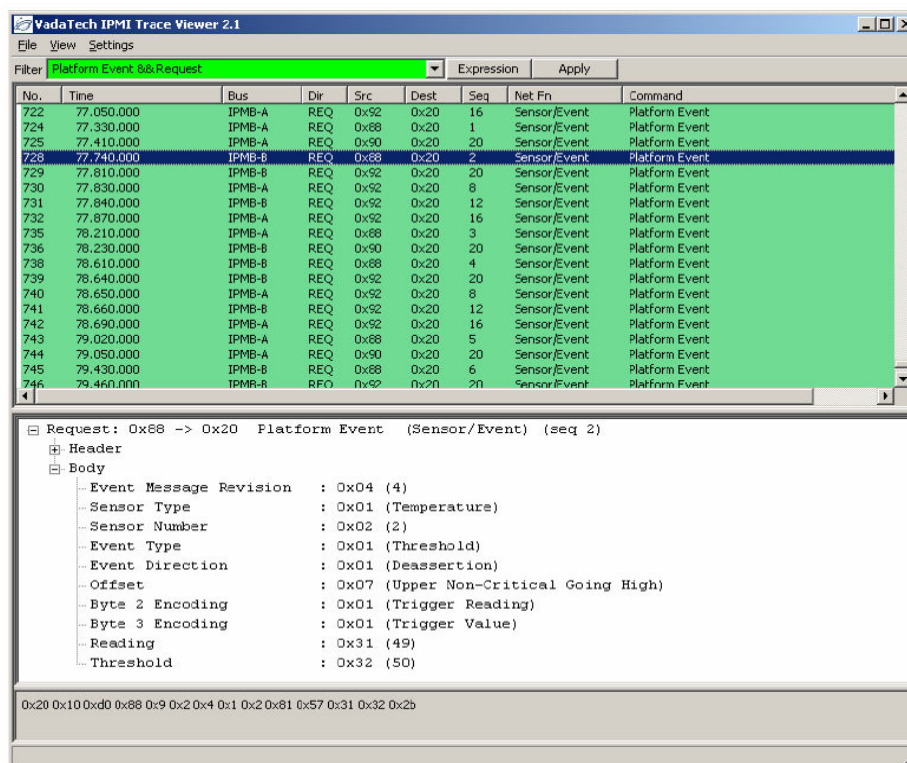 VadaTech IPMI Trace Viewer 2.1
File View Settings
Filter Platform Event &&Request Expression Apply
No. Time Bus Dir Src Dest Seq Net Fn Command
722 77.050.000 IPMB-A REQ 0x92 0x20 16 Sensor/Event Platform Event
724 77.330.000 IPMB-A REQ 0x88 0x20 1 Sensor/Event Platform Event
725 77.410.000 IPMB-A REQ 0x90 0x20 20 Sensor/Event Platform Event
728 77.740.000 IPMB-B REQ 0x88 0x20 2 Sensor/Event Platform Event
729 77.810.000 IPMB-B REQ 0x92 0x20 20 Sensor/Event Platform Event
730 77.830.000 IPMB-A REQ 0x92 0x20 8 Sensor/Event Platform Event
731 77.840.000 IPMB-B REQ 0x92 0x20 12 Sensor/Event Platform Event
732 77.870.000 IPMB-A REQ 0x92 0x20 16 Sensor/Event Platform Event
735 78.210.000 IPMB-A REQ 0x88 0x20 3 Sensor/Event Platform Event
736 78.230.000 IPMB-B REQ 0x90 0x20 20 Sensor/Event Platform Event
738 78.610.000 IPMB-B REQ 0x88 0x20 4 Sensor/Event Platform Event
739 78.640.000 IPMB-B REQ 0x92 0x20 20 Sensor/Event Platform Event
740 78.650.000 IPMB-A REQ 0x92 0x20 8 Sensor/Event Platform Event
741 78.660.000 IPMB-B REQ 0x92 0x20 12 Sensor/Event Platform Event
742 78.690.000 IPMB-A REQ 0x92 0x20 16 Sensor/Event Platform Event
743 79.020.000 IPMB-A REQ 0x88 0x20 5 Sensor/Event Platform Event
744 79.050.000 IPMB-A REQ 0x90 0x20 20 Sensor/Event Platform Event
745 79.430.000 IPMB-B REQ 0x88 0x20 6 Sensor/Event Platform Event
746 79.460.000 IPMB-B REQ 0x92 0x20 20 Sensor/Event Platform Event
Request: 0x88 -> 0x20 Platform Event (Sensor/Event) (seq 2)
Header
Body
Event Message Revision : 0x04 (4)
Sensor Type : 0x01 (Temperature)
Sensor Number : 0x02 (2)
Event Type : 0x01 (Threshold)
Event Direction : 0x01 (Deassertion)
Offset : 0x07 (Upper Non-Critical Going High)
Byte 2 Encoding : 0x01 (Trigger Reading)
Byte 3 Encoding : 0x01 (Trigger Value)
Reading : 0x31 (49)
Threshold : 0x32 (50)
0x20 0x10 0xd0 0x88 0x9 0x2 0x4 0x1 0x2 0x81 0x57 0x31 0x32 0x2b